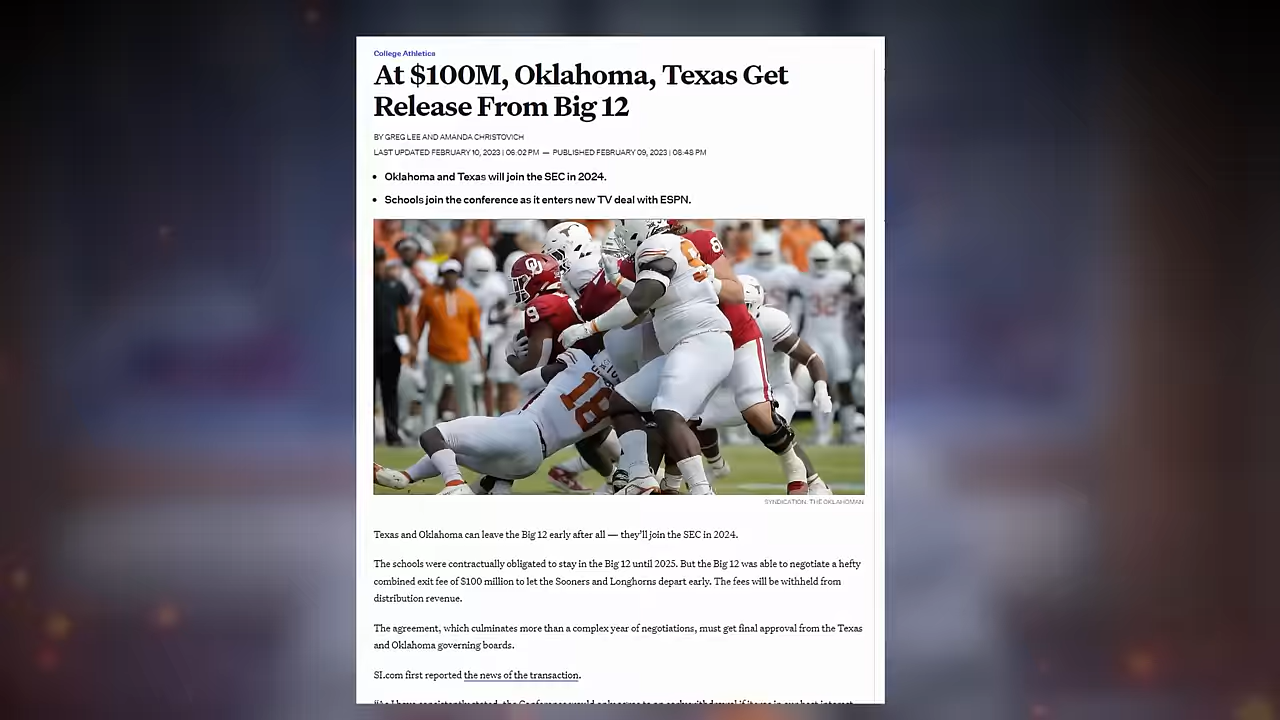 College Athletics
At $100M, Oklahoma, Texas Get
Release From Big 12
BY GREG LEE AND AMANDA CHRISTOVICH
LAST UPDATED FEBRUARY 10, 2023 | 06:02 PM — PUBLISHED FEBRUARY 09, 2023 | 08:48 PM
• Oklahoma and Texas will join the SEC in 2024.
• Schools join the conference as it enters new TV deal with ESPN.
OU
9
18
SYNDICATION: THE OKLAHOMAN
Texas and Oklahoma can leave the Big 12 early after all — they'll join the SEC in 2024.
The schools were contractually obligated to stay in the Big 12 until 2025. But the Big 12 was able to negotiate a hefty
combined exit fee of $100 million to let the Sooners and Longhorns depart early. The fees will be withheld from
distribution revenue.
The agreement, which culminates more than a complex year of negotiations, must get final approval from the Texas
and Oklahoma governing boards.
SI.com first reported the news of the transaction.